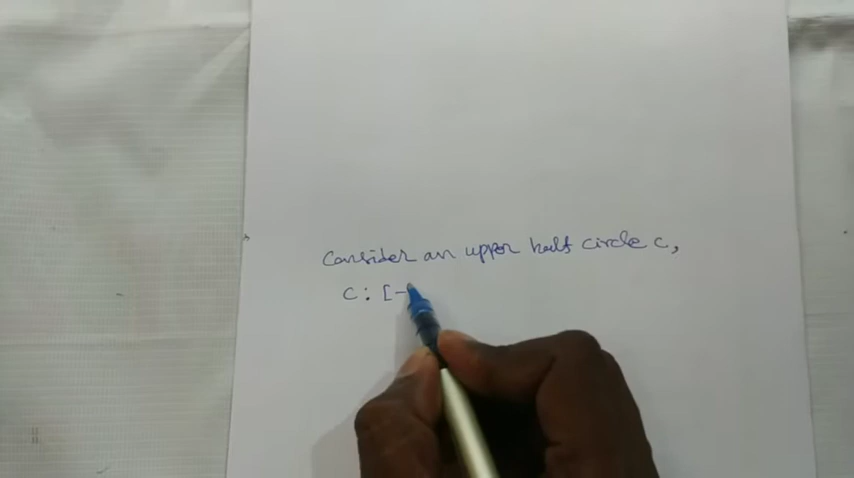 Consider an upper half circle c,
c: [-